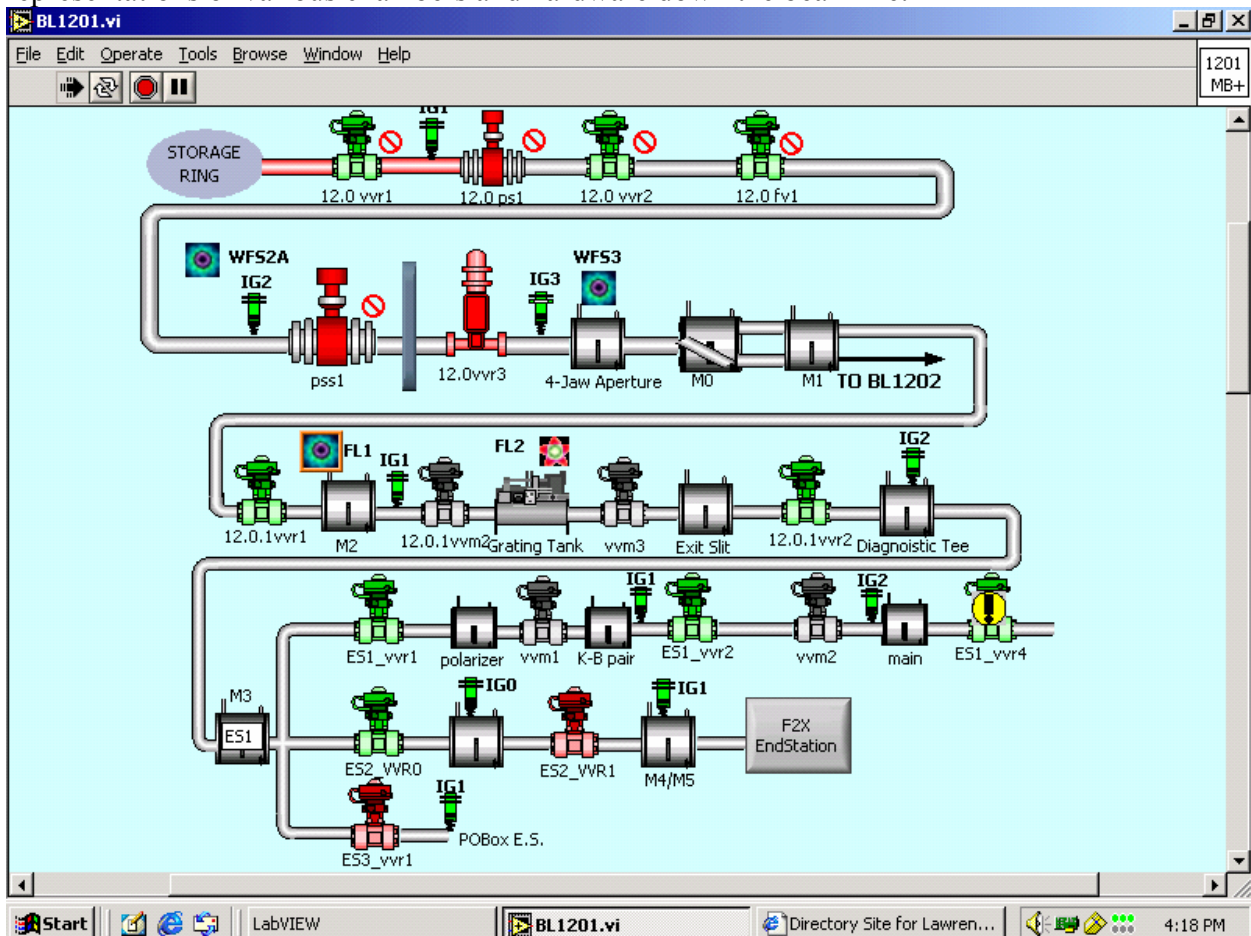 BL1201.vi
File Edit Operate Tools Browse Window Help
1201
MB+
IG1
STORAGE
RING
12.0 vvr1
12.0 ps1
12.0 vvr2
12.0 fv1
WFS2A
IG2
IG3
WFS3
pss1
12.0vvr3
4-Jaw Aperture
M0
M1
TO BL1202
FL1
IG1
FL2
IG2
12.0.1vvr1
M2
12.0.1vvm2
Grating Tank
vvm3
Exit Slit
12.0.1vvr2
Diagnoistic Tee
IG1
IG2
ES1_vvr1
polarizer
vvm1
K-B pair
ES1_vvr2
vvm2
main
ES1_vvr4
M3
ES1
IG0
IG1
F2X
EndStation
ES2_VVR0
ES2_VVR1
M4/M5
IG1
POBox E.S.
ES3_vvr1
Start
LabVIEW
BL1201.vi
Directory Site for Lawren...
4:18 PM